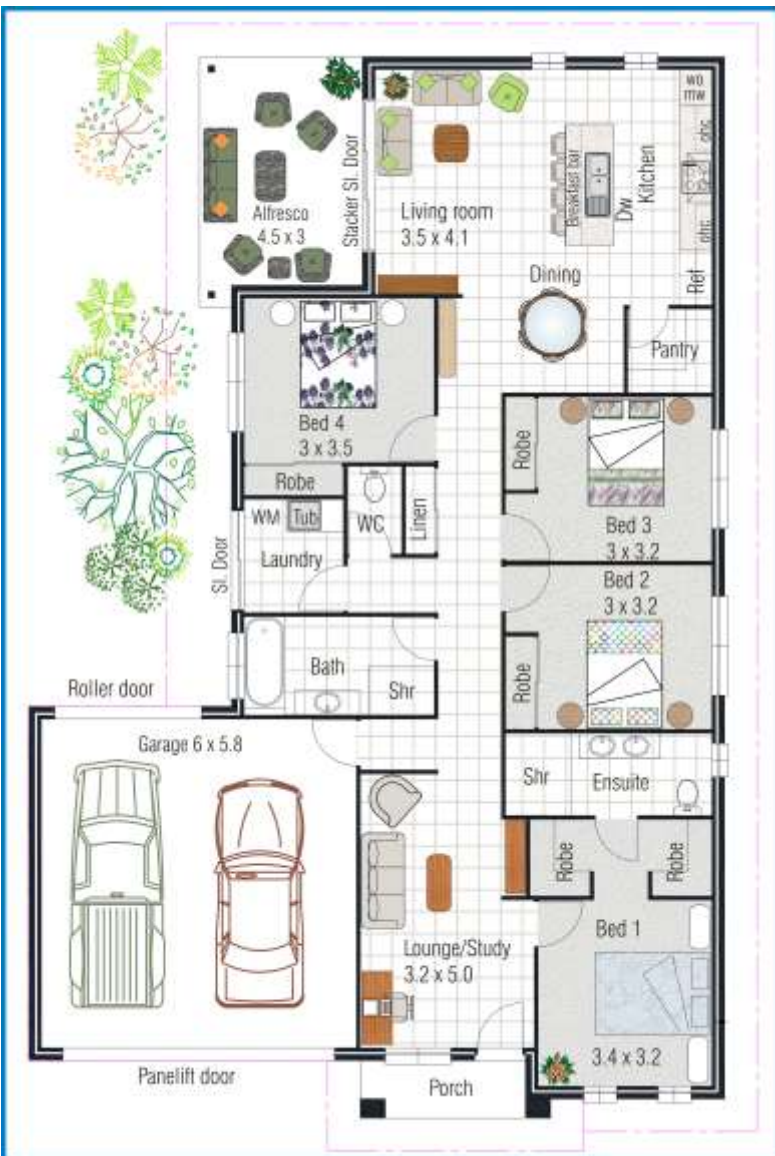 wo
mw
ohc
Stacker Sl. Door
Alfresco
4.5 x 3
Living room
3.5 x 4.1
Breakfast bar
Dw.
Kitchen
ohc
Ref
Dining
Pantry
Bed 4
3 x 3.5
Robe
Robe
WM
Tub
WC
Linen
Bed 3
3 x 3.2
Sl. Door
Laundry
Bed 2
3 x 3.2
Bath
Shr
Robe
Roller door
Garage 6 x 5.8
Shr
Ensuite
Robe
Robe
Bed 1
Lounge/Study
3.2 x 5.0
3.4 x 3.2
Panelift door
Porch